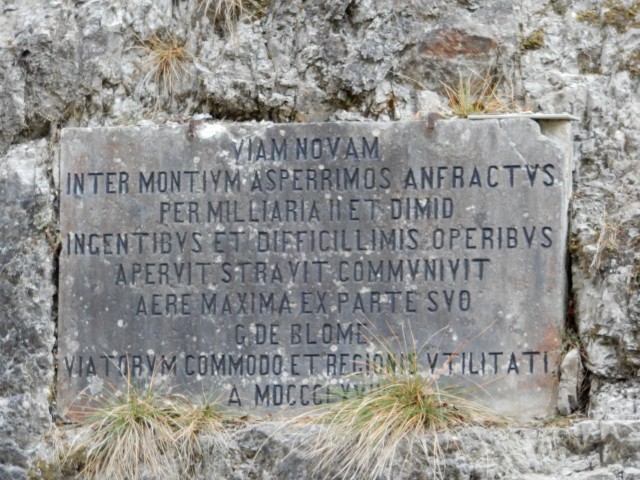 VIAM NOVAM
INTER MONTIVM ASPERRIMOS ANFRACTVS
PER MILLIARIA II ET DIMID
INGENTIBVS ET DIFFICILLIMIS OPERIBVS
APERVIT STRAVIT COMMVNIVIT
AERE MAXIMA EX PARTE SVO
G DE BLOME
VIATORVM COMMODO ET REGIONIS VTILITATI
A